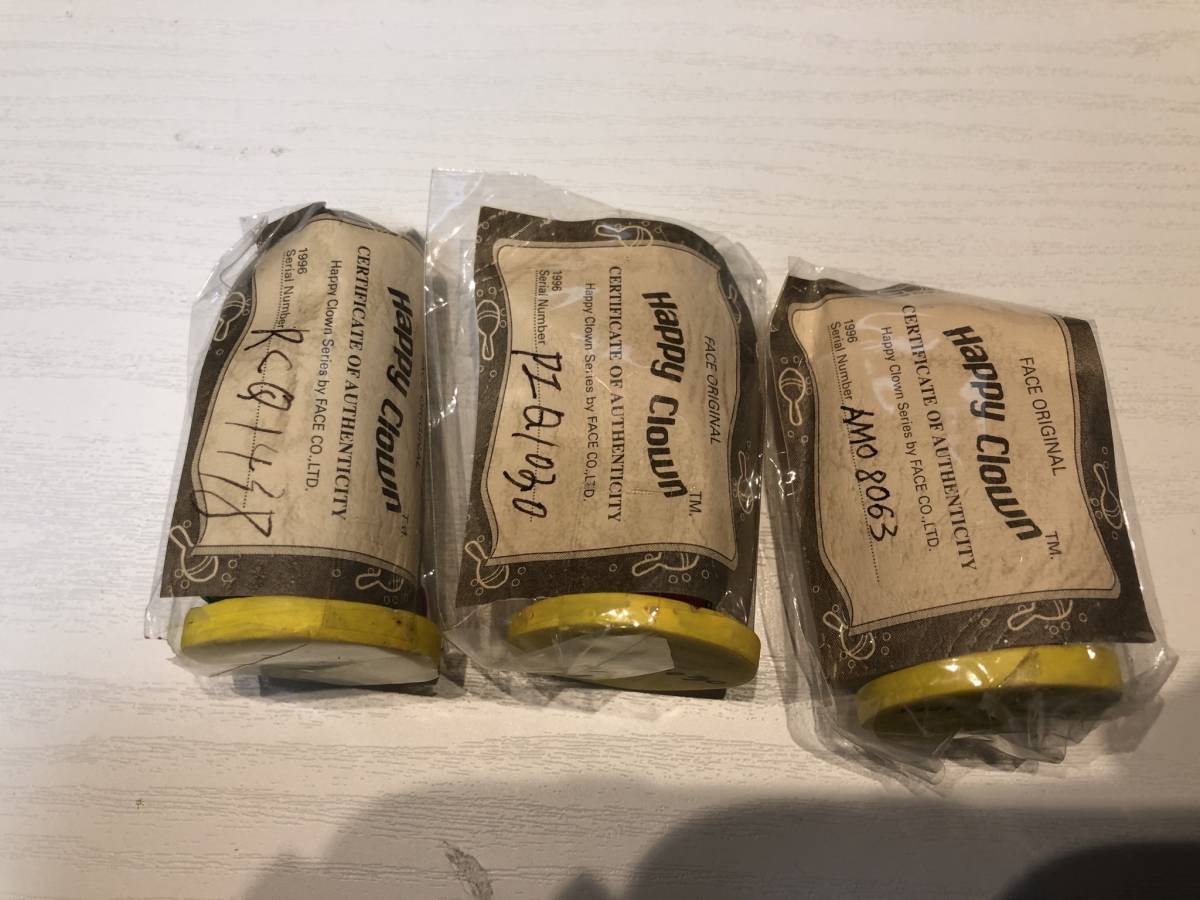 Happy Clown
CERTIFICATE OF AUTHENTICITY
Happy Clown Series by FACE CO.,LTD.
1996
Serial Number
FACE ORIGINAL
Happy Clown TM.
CERTIFICATE OF AUTHENTICITY
Happy Clown Series by FACE CO.,LTD.
1996
Serial Number
FACE ORIGINAL
Happy Clown TM.
CERTIFICATE OF AUTHENTICITY
Happy Clown Series by FACE CO.,LTD.
1996
Serial Number AMO 8063